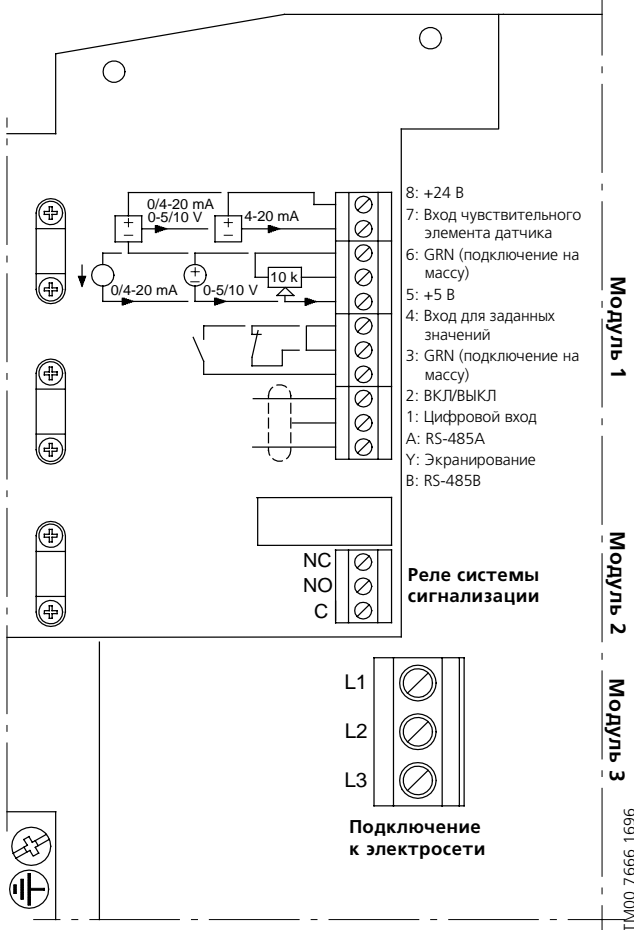 0/4-20 mA
0-5/10 V
4-20 mA
+
−
+
−
10 k
+
−
0/4-20 mA
0-5/10 V
8: +24 В
7: Вход чувствительного
элемента датчика
6: GRN (подключение на
массу)
5: +5 В
4: Вход для заданных
значений
3: GRN (подключение на
массу)
2: ВКЛ/ВЫКЛ
1: Цифровой вход
A: RS-485A
Y: Экранирование
B: RS-485B
Модуль 1
NC
NO
C
Реле системы
сигнализации
Модуль 2
L1
L2
L3
Подключение
к электросети
Модуль 3
TM00 7666 1696